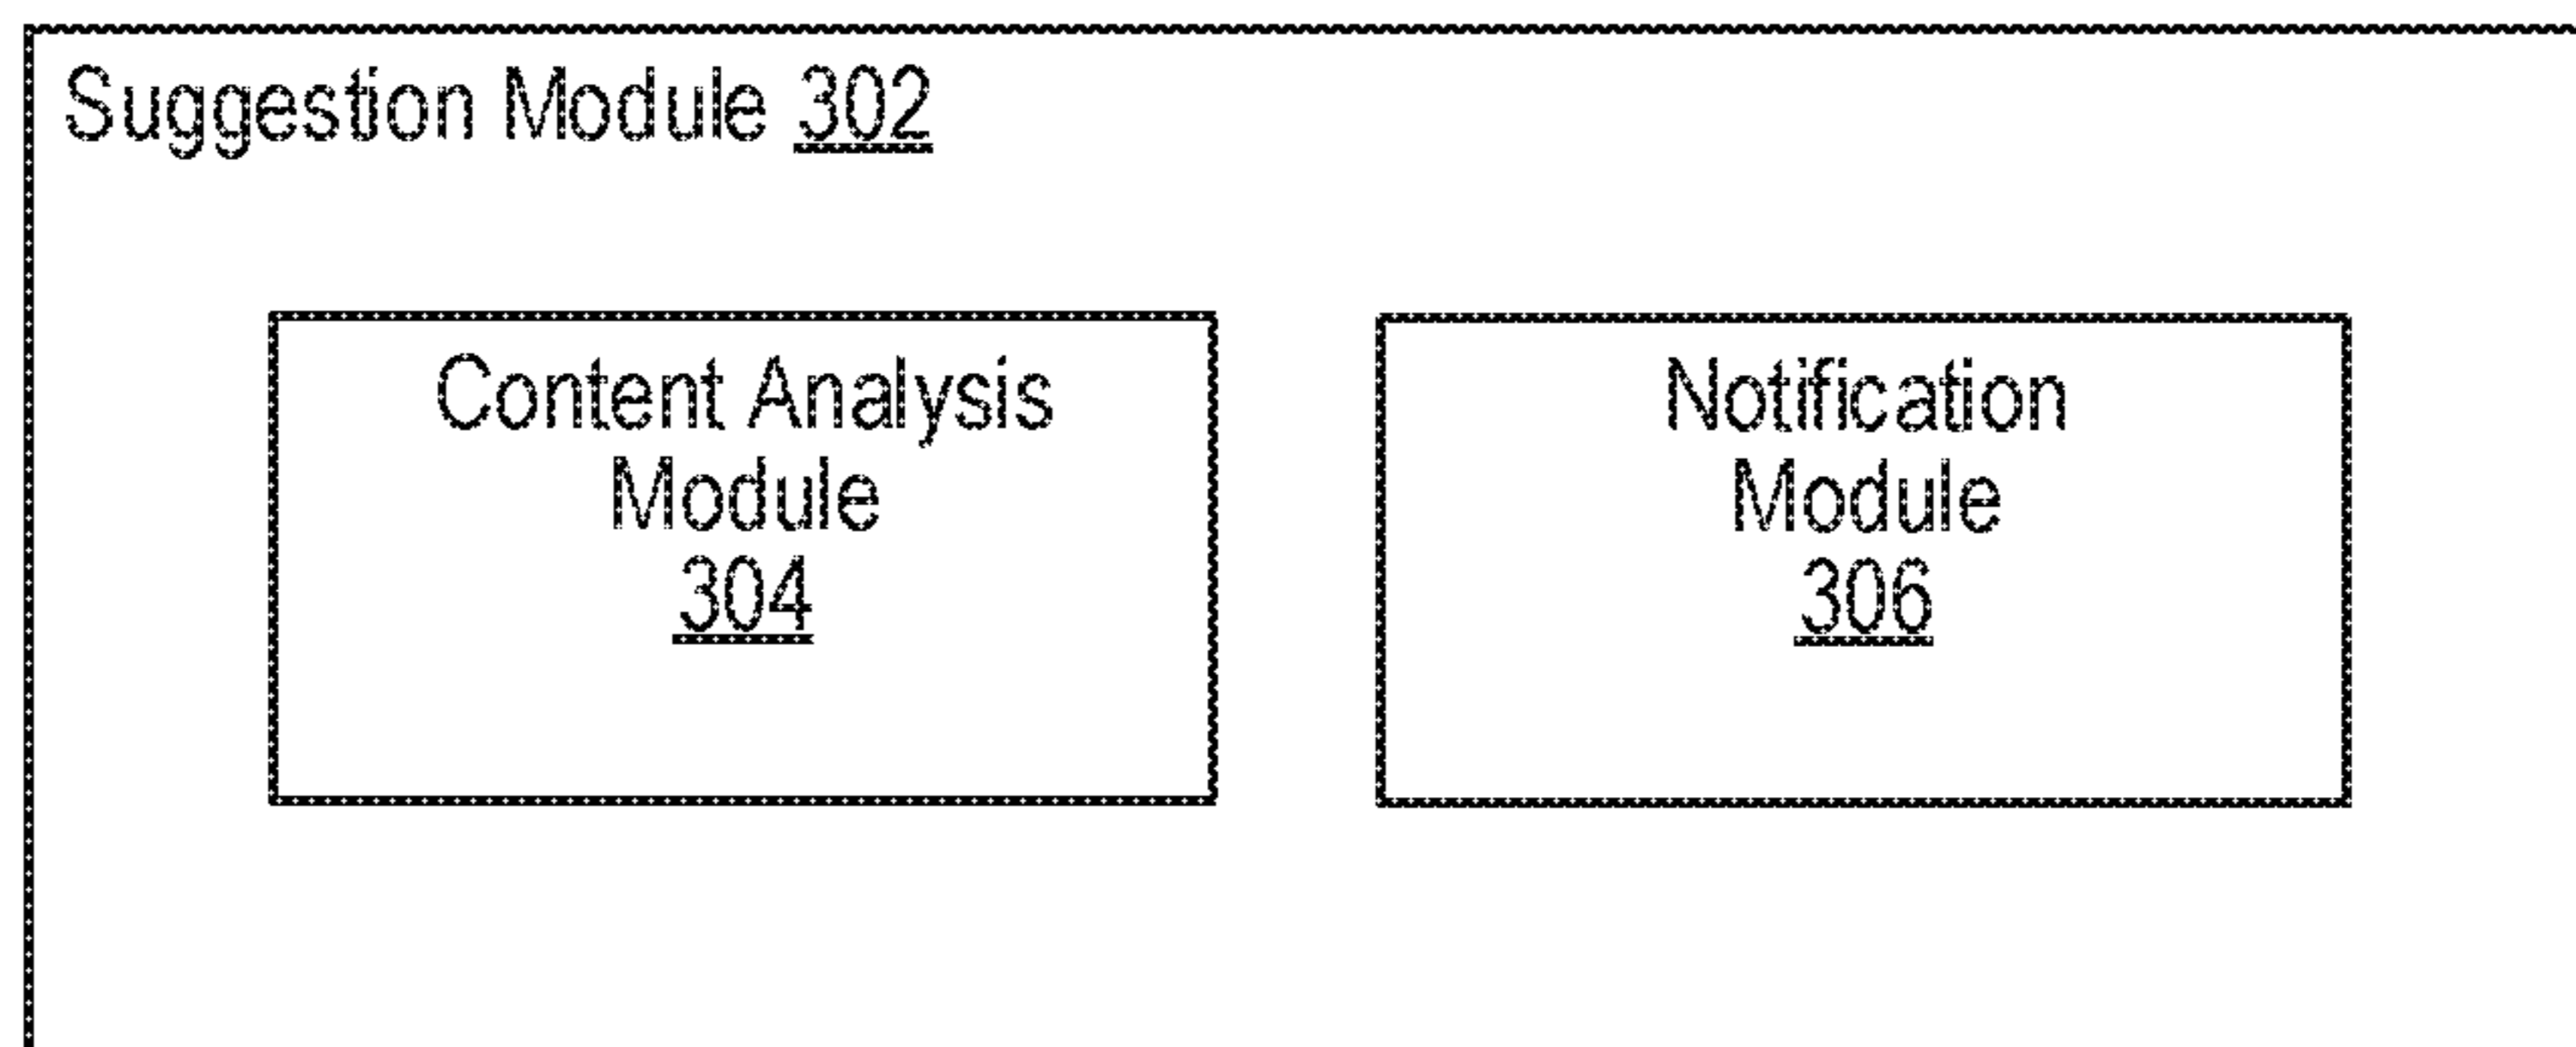 Suggestion Module 302
Content Analysis
Module
304
Notification
Module
306